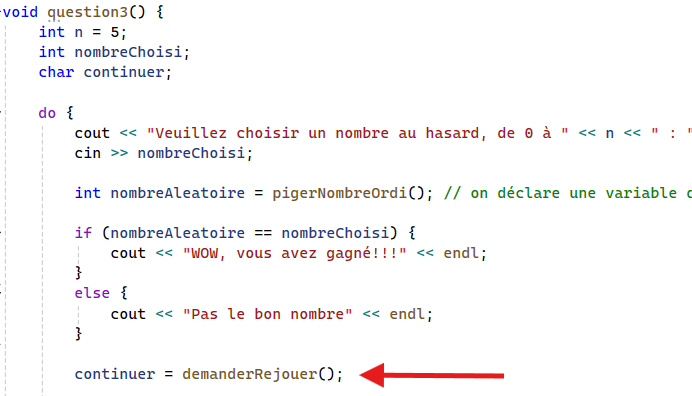 void question3() {
int n = 5;
int nombreChoisi;
char continuer;
do {
cout << "Veuillez choisir un nombre au hasard, de 0 à " << n << " : "
cin >> nombreChoisi;
int nombreAleatoire = pigerNombreOrdi(); // on déclare une variable
if (nombreAleatoire == nombreChoisi) {
cout << "WOW, vous avez gagné!!!" << endl;
}
else {
cout << "Pas le bon nombre" << endl;
}
continuer = demanderRejouer();